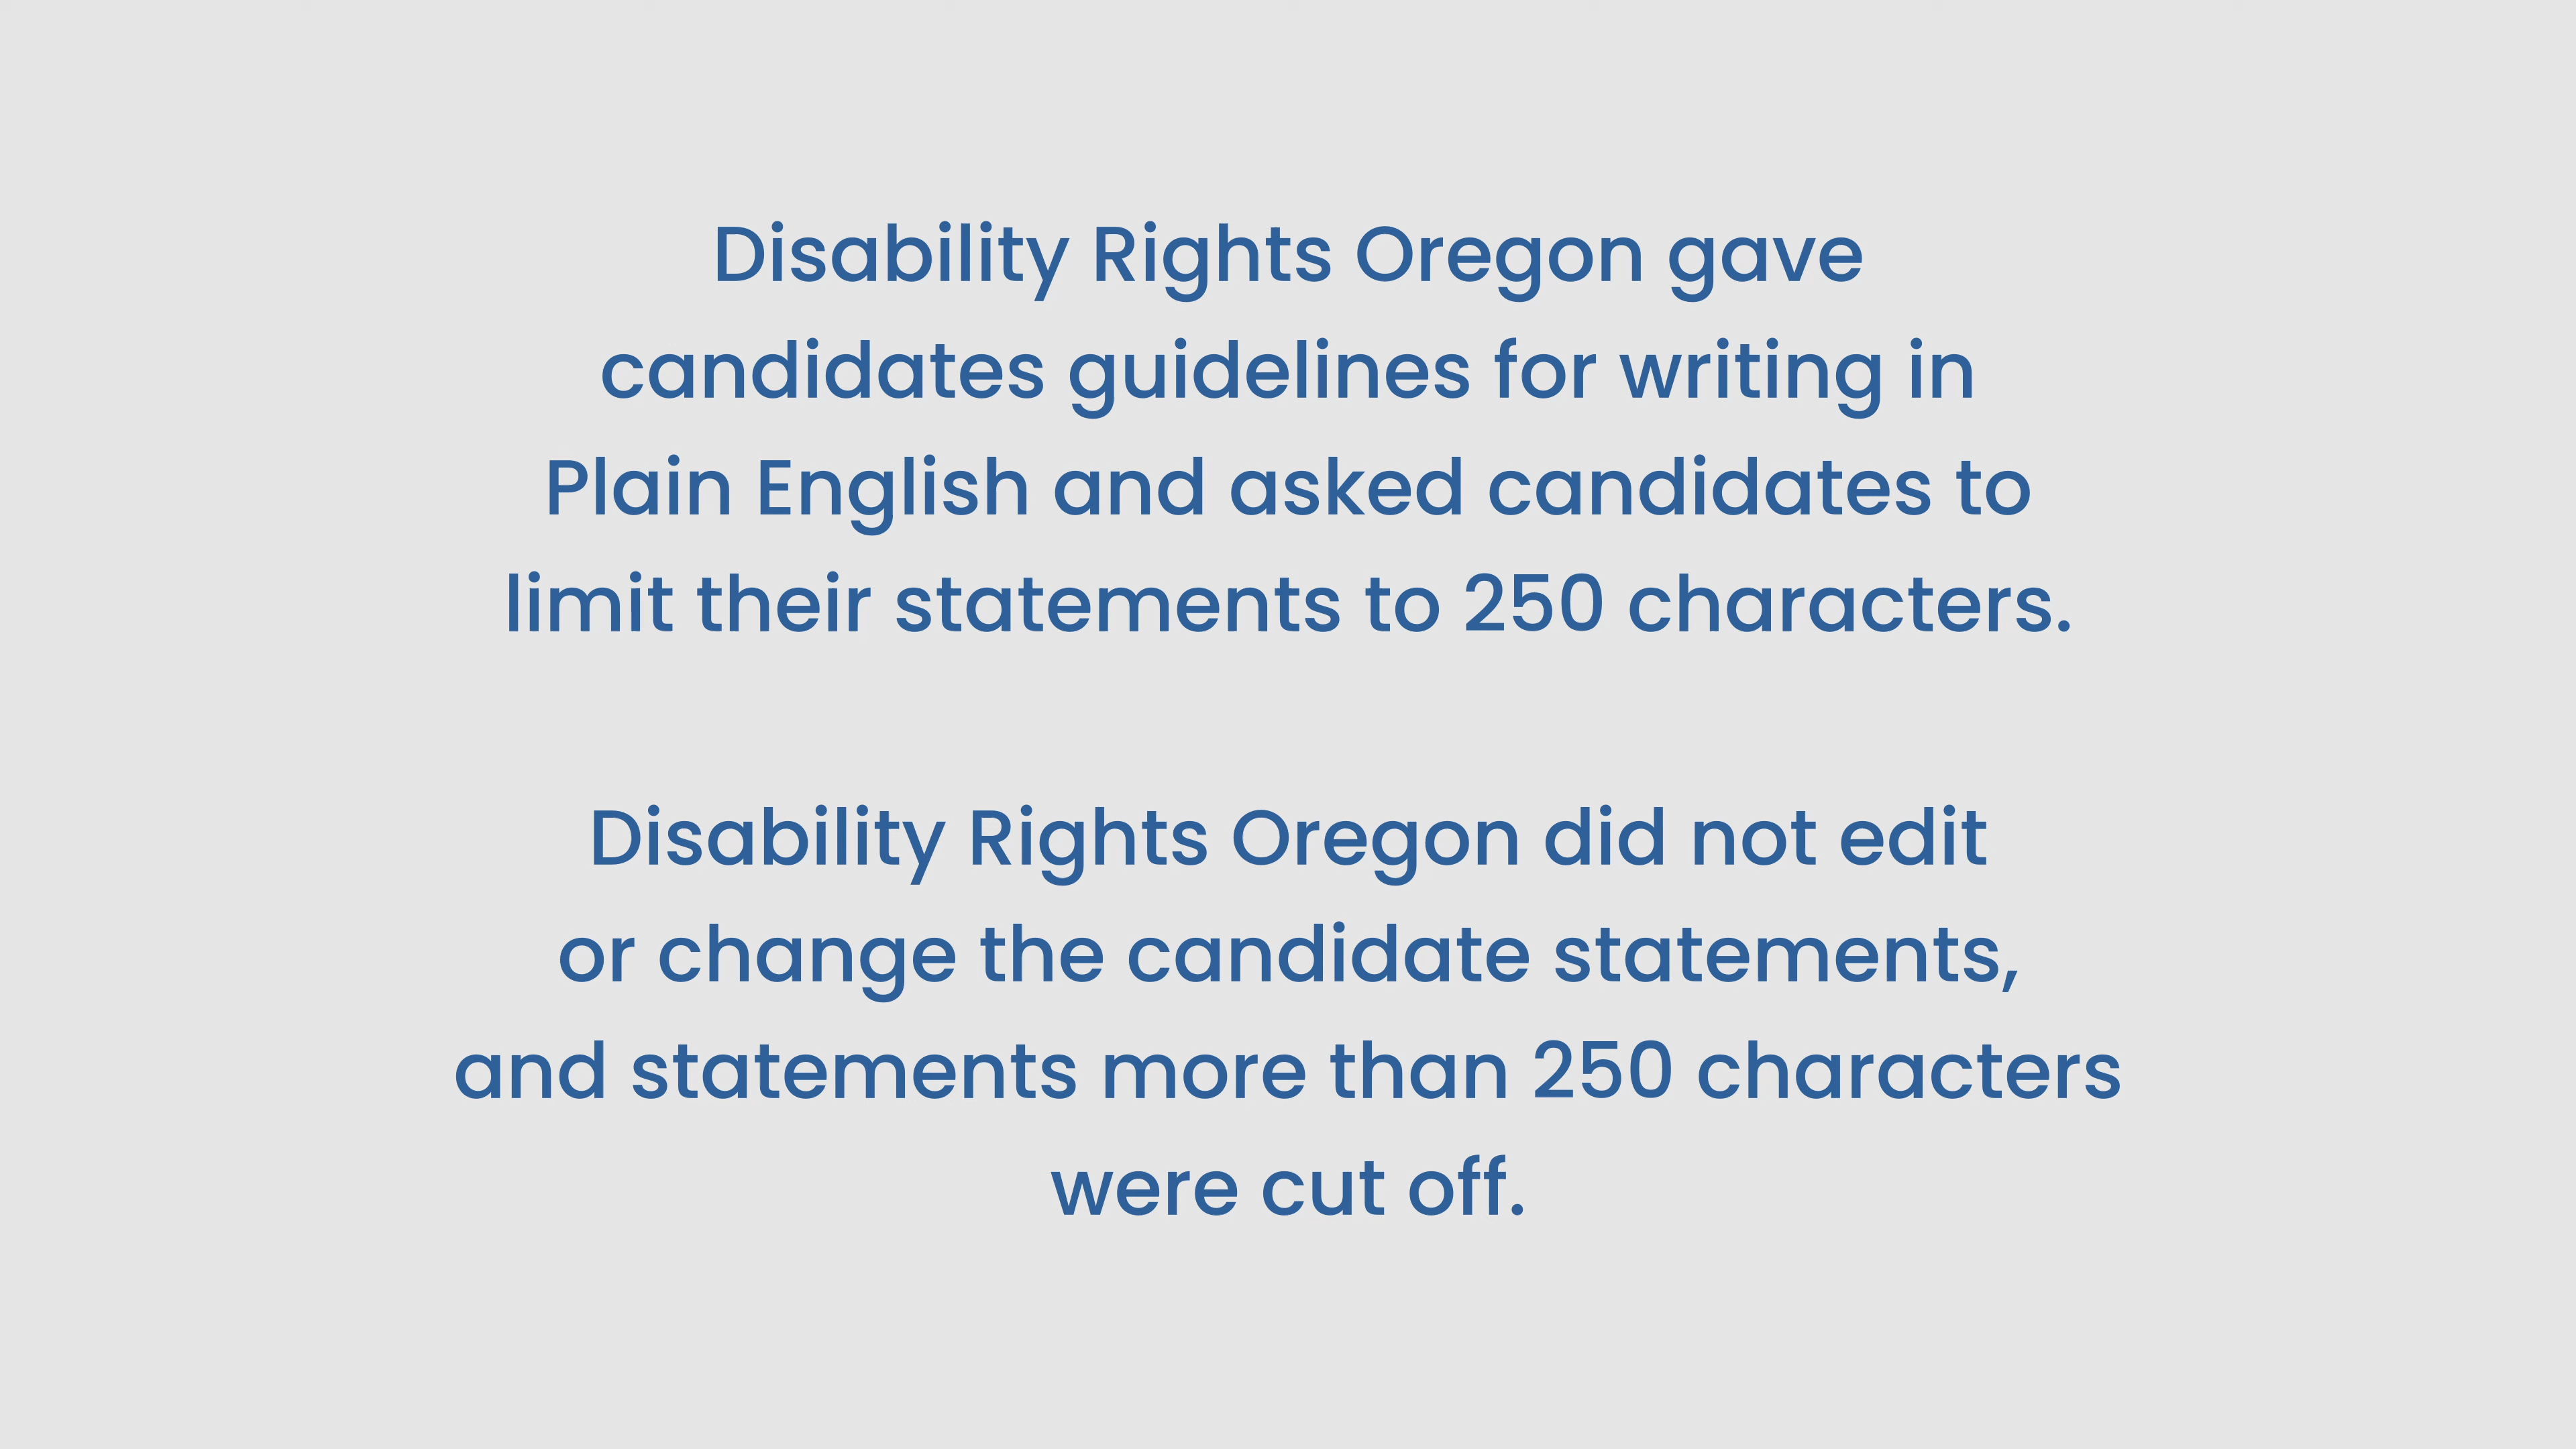 Disability Rights Oregon gave
candidates guidelines for writing in
Plain English and asked candidates to
limit their statements to 250 characters.
Disability Rights Oregon did not edit
or change the candidate statements,
and statements more than 250 characters
were cut off.